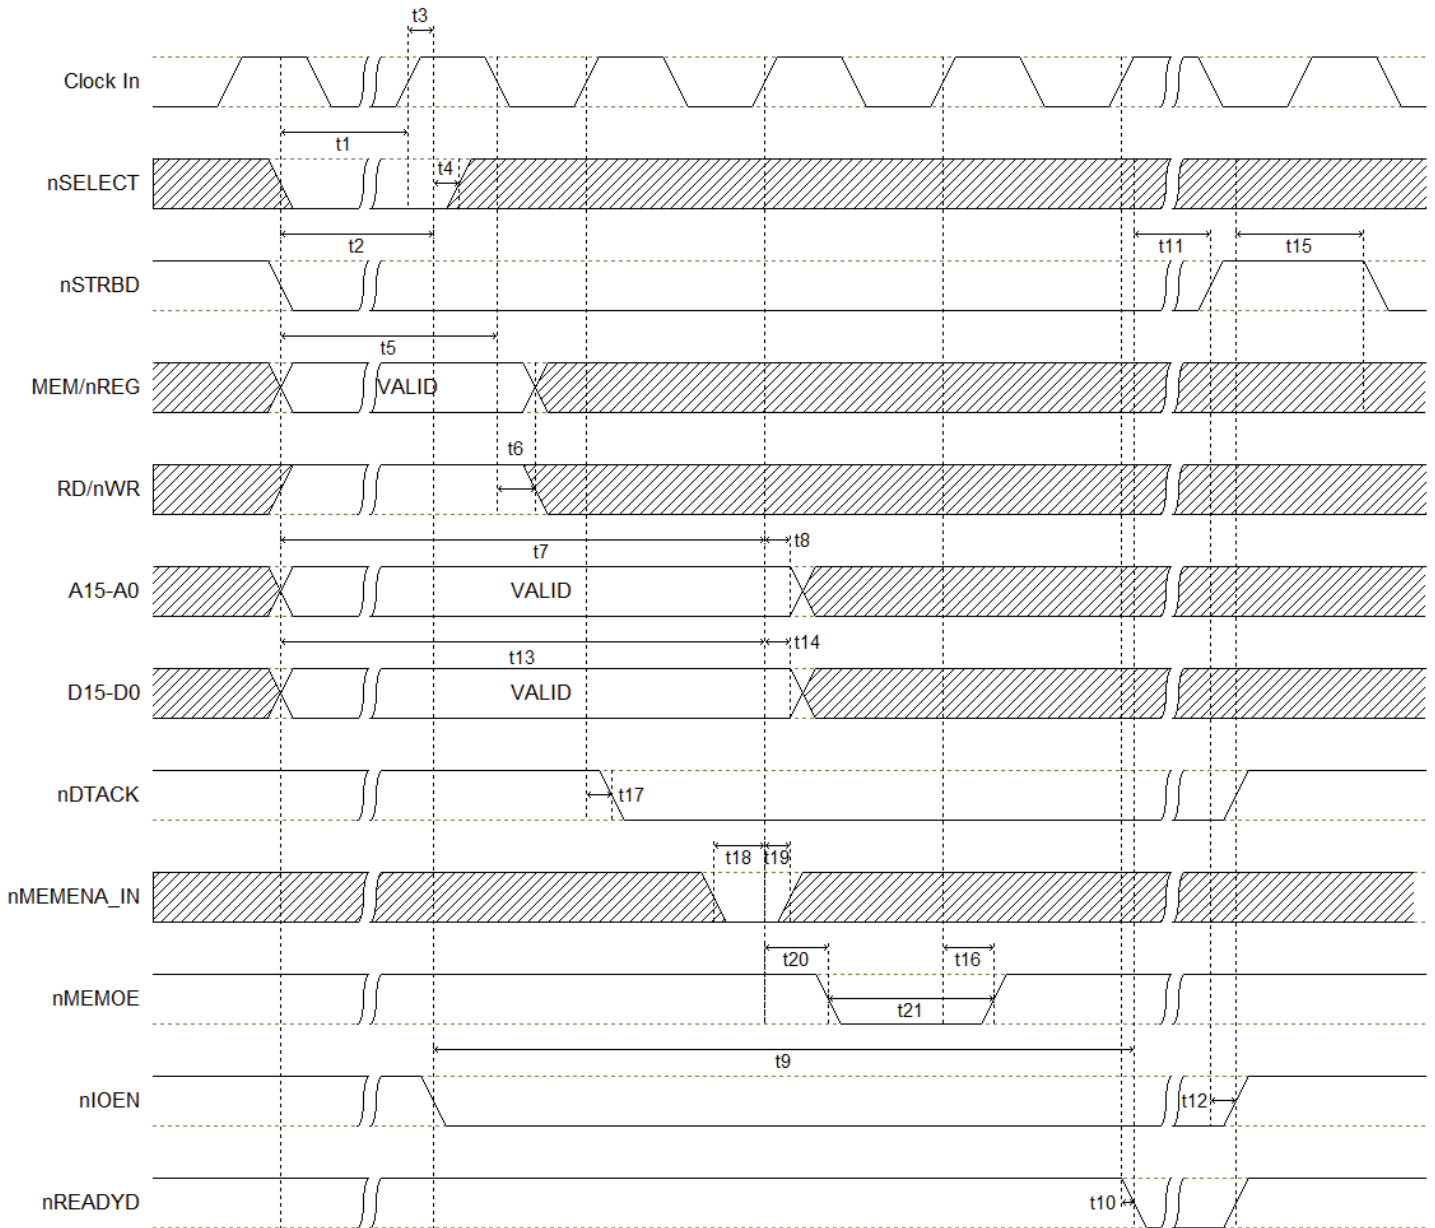 t3
Clock In
t1
nSELECT
t4
t2
t11
t15
nSTRBD
t5
MEM/nREG
VALID
t6
RD/nWR
t7
t8
A15-A0
VALID
t13
t14
D15-D0
VALID
nDTACK
t17
t18
t19
nMEMENA_IN
t20
t16
nMEMOE
t21
t9
nIOEN
t12
nREADYD
t10